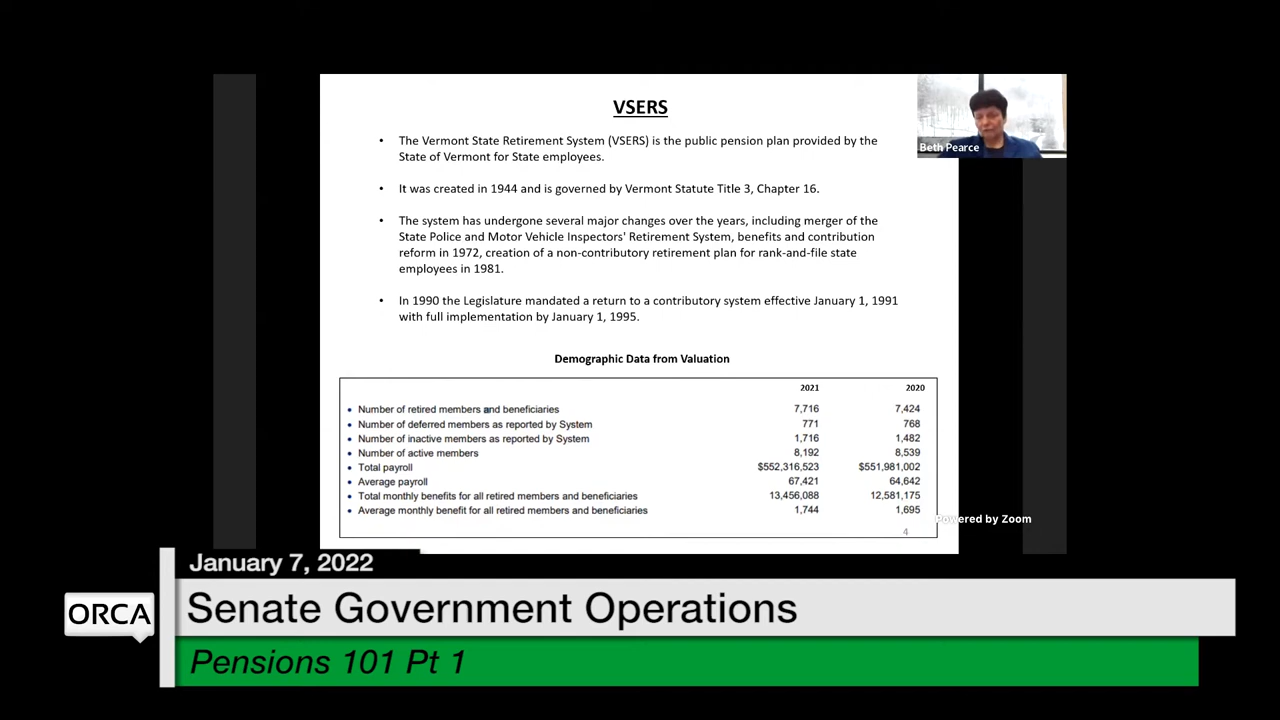 VSERS
• The Vermont State Retirement System (VSERS) is the public pension plan provided by the
State of Vermont for State employees.
• It was created in 1944 and is governed by Vermont Statute Title 3, Chapter 16.
• The system has undergone several major changes over the years, including merger of the
State Police and Motor Vehicle Inspectors' Retirement System, benefits and contribution
reform in 1972, creation of a non-contributory retirement plan for rank-and-file state
employees in 1981.
• In 1990 the Legislature mandated a return to a contributory system effective January 1, 1991
with full implementation by January 1, 1995.
Demographic Data from Valuation
2021 2020
• Number of retired members and beneficiaries 7,716 7,424
• Number of deferred members as reported by System 771 768
• Number of inactive members as reported by System 1,716 1,482
• Number of active members 8,192 8,539
• Total payroll $552,316,523 $551,981,002
• Average payroll 67,421 64,642
• Total monthly benefits for all retired members and beneficiaries 13,456,088 12,581,175
• Average monthly benefit for all retired members and beneficiaries 1,744 1,695
4
Beth Pearce
Powered by Zoom
January 7, 2022
ORCA
Senate Government Operations
Pensions 101 Pt 1